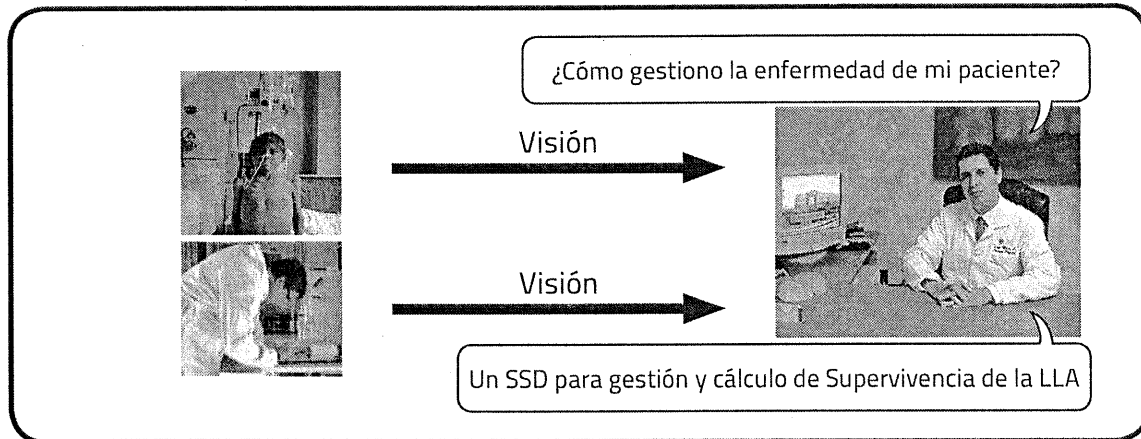 ¿Cómo gestiono la enfermedad de mi paciente?
Visión
Visión
Un SSD para gestión y cálculo de Supervivencia de la LLA